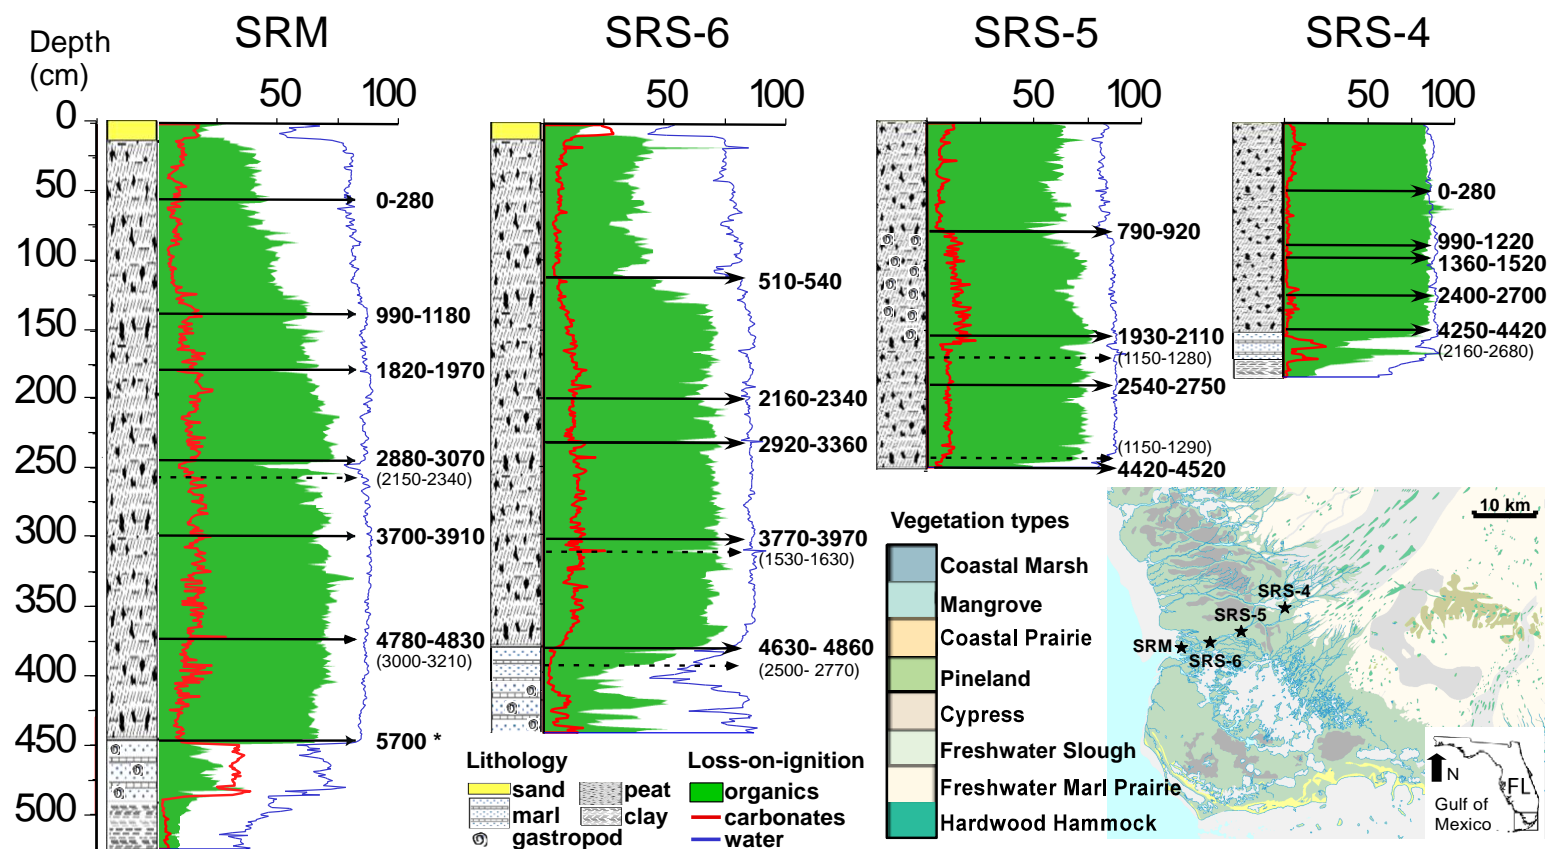 SRM
SRS-6
SRS-5
SRS-4
Depth
(cm)
50
100
50
100
50
100
50
100
0
50
100
150
200
250
300
350
400
450
500
0-280
990-1180
1820-1970
2880-3070
(2150-2340)
3700-3910
4780-4830
(3000-3210)
5700 *
510-540
2160-2340
2920-3360
3770-3970
(1530-1630)
4630- 4860
(2500- 2770)
790-920
1930-2110
(1150-1280)
2540-2750
(1150-1290)
4420-4520
0-280
990-1220
1360-1520
2400-2700
4250-4420
(2160-2680)
Lithology
sand
marl
gastropod
peat
clay
Loss-on-ignition
organics
carbonates
water
Vegetation types
Coastal Marsh
Mangrove
Coastal Prairie
Pineland
Cypress
Freshwater Slough
Freshwater Marl Prairie
Hardwood Hammock
10 km
SRS-4
SRS-5
SRM
SRS-6
N
FL
Gulf of
Mexico